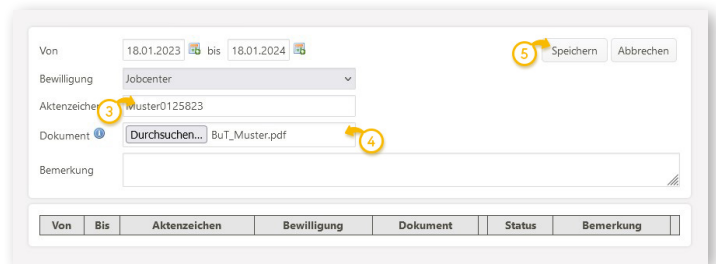 Von 18.01.2023 bis 18.01.2024 5 Speichern Abbrechen
Bewilligung Jobcenter
Aktenzeichen 3 Muster0125823
Dokument Durchsuchen... BuT_Muster.pdf 4
Bemerkung
Von Bis Aktenzeichen Bewilligung Dokument Status Bemerkung